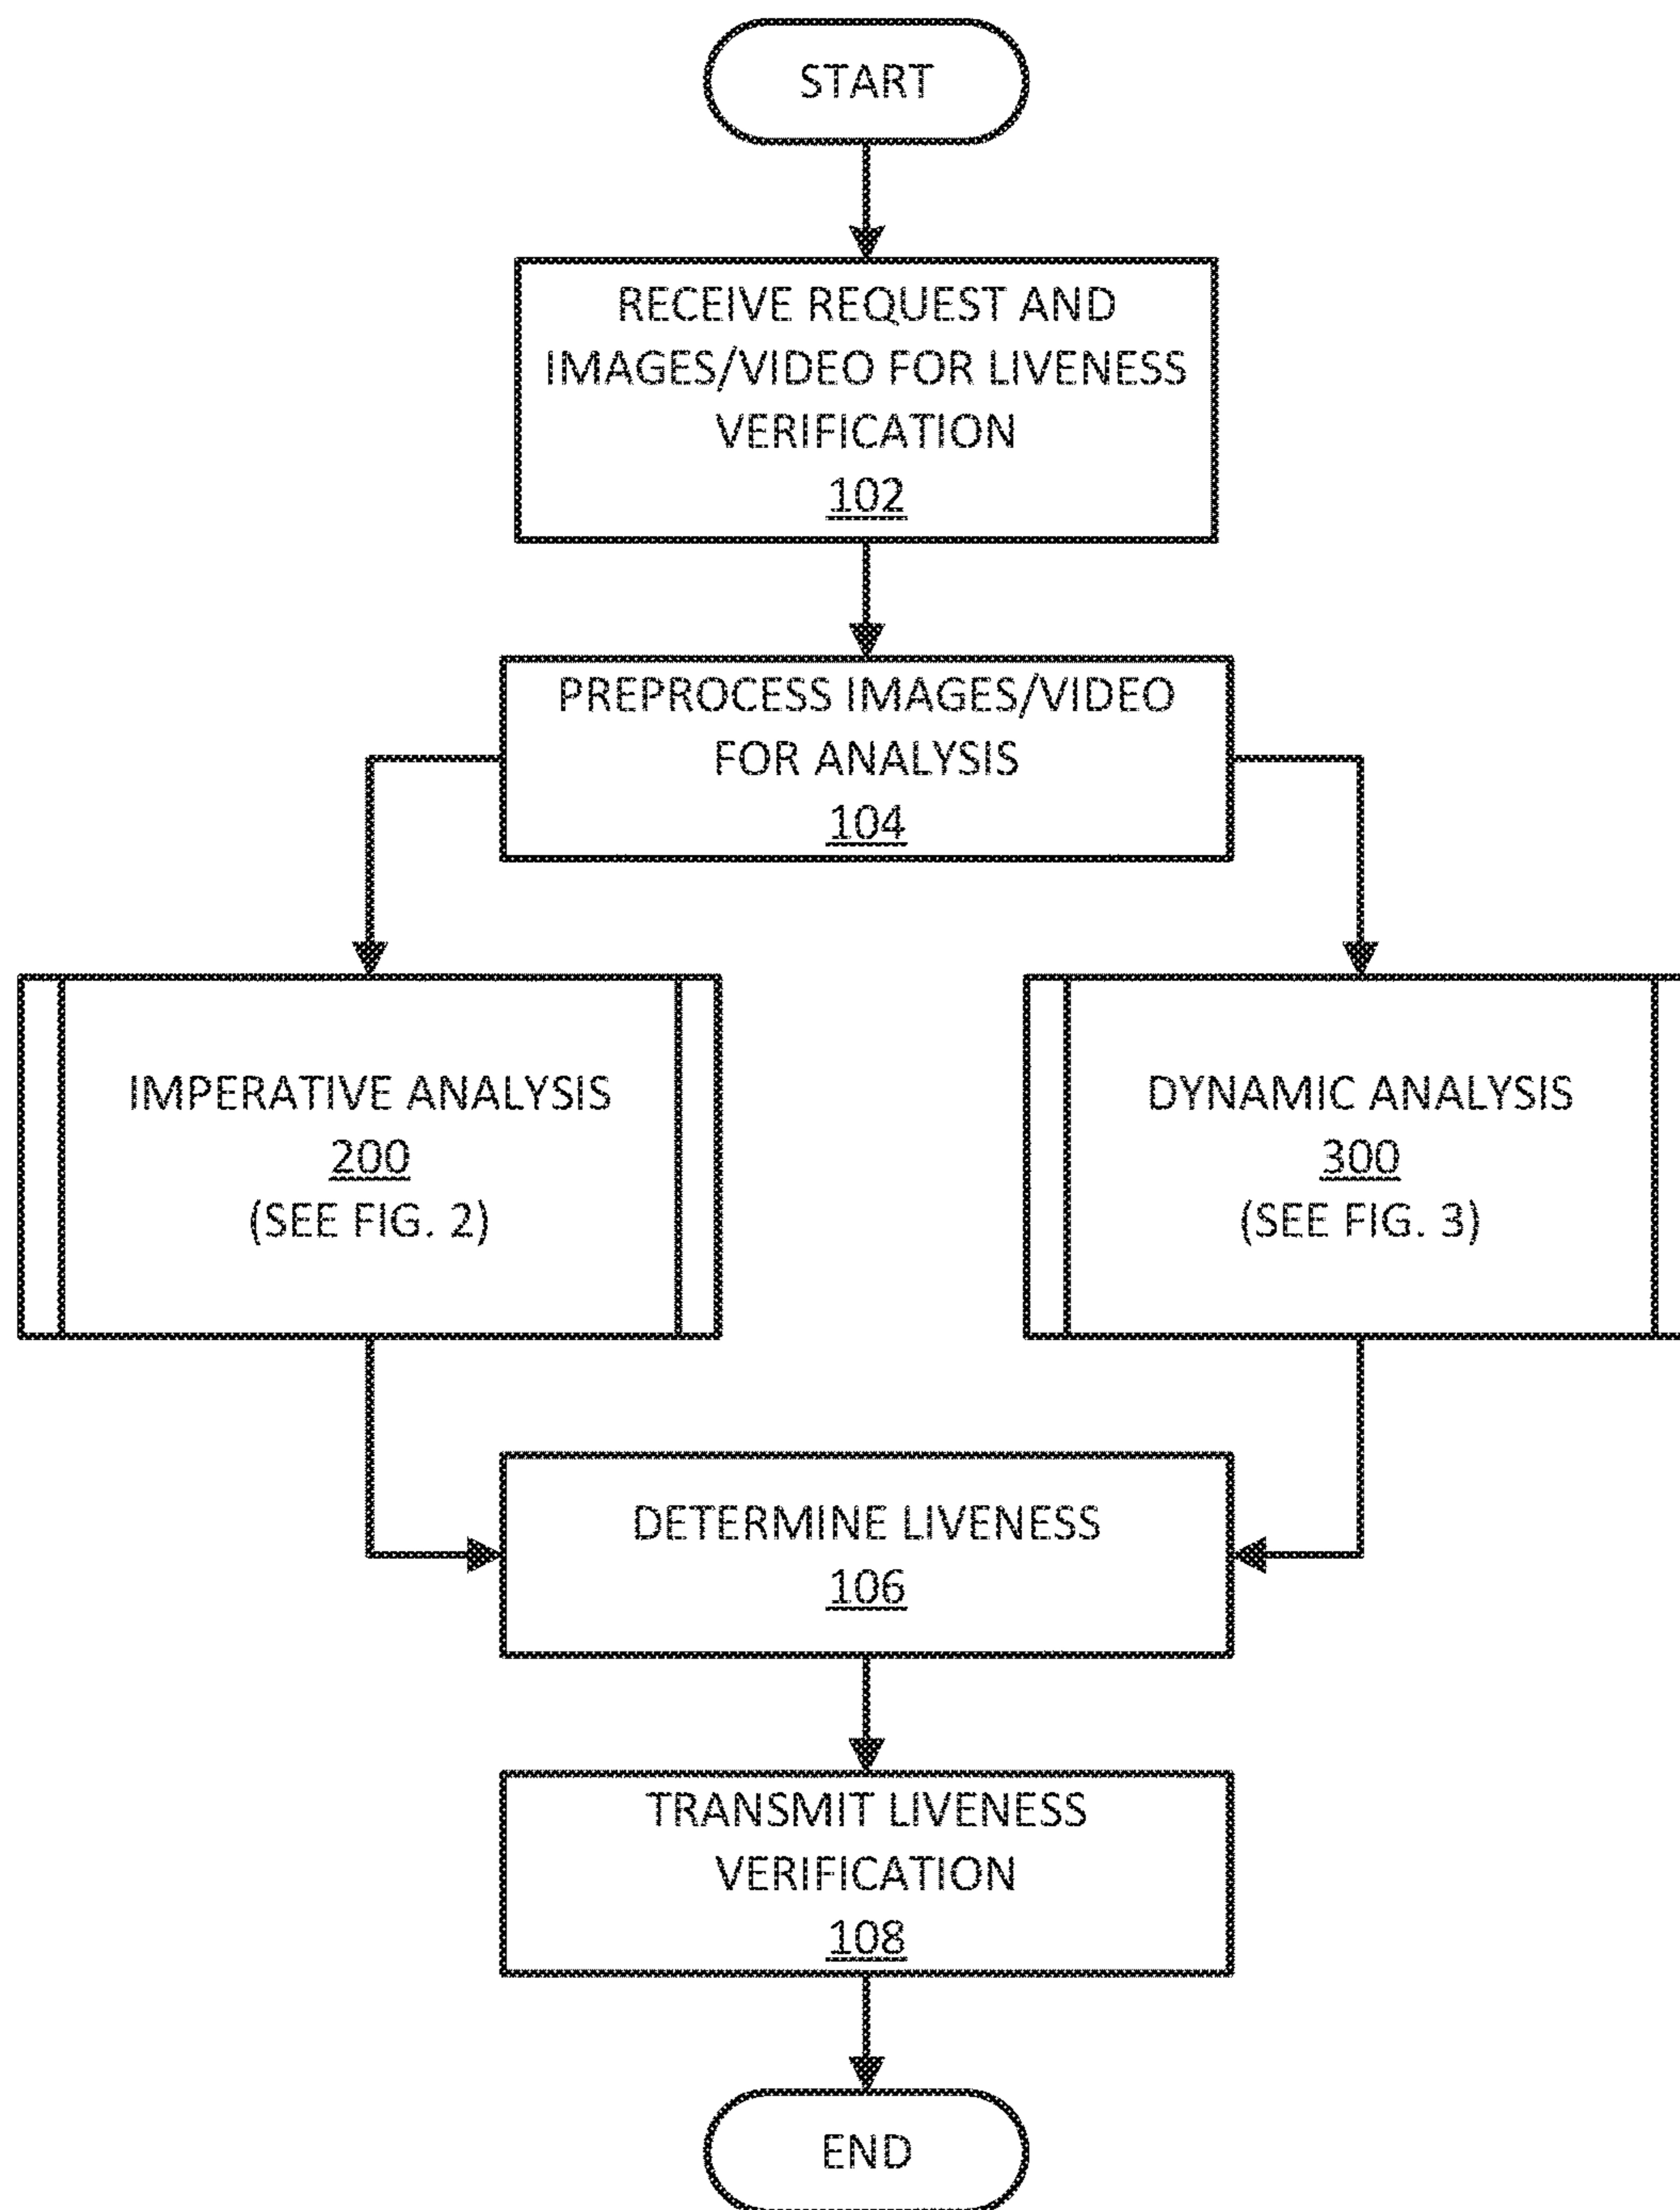 START
RECEIVE REQUEST AND
IMAGES/VIDEO FOR LIVENESS
VERIFICATION
102
PREPROCESS IMAGES/VIDEO
FOR ANALYSIS
104
IMPERATIVE ANALYSIS
200
(SEE FIG. 2)
DYNAMIC ANALYSIS
300
(SEE FIG. 3)
DETERMINE LIVENESS
106
TRANSMIT LIVENESS
VERIFICATION
108
END